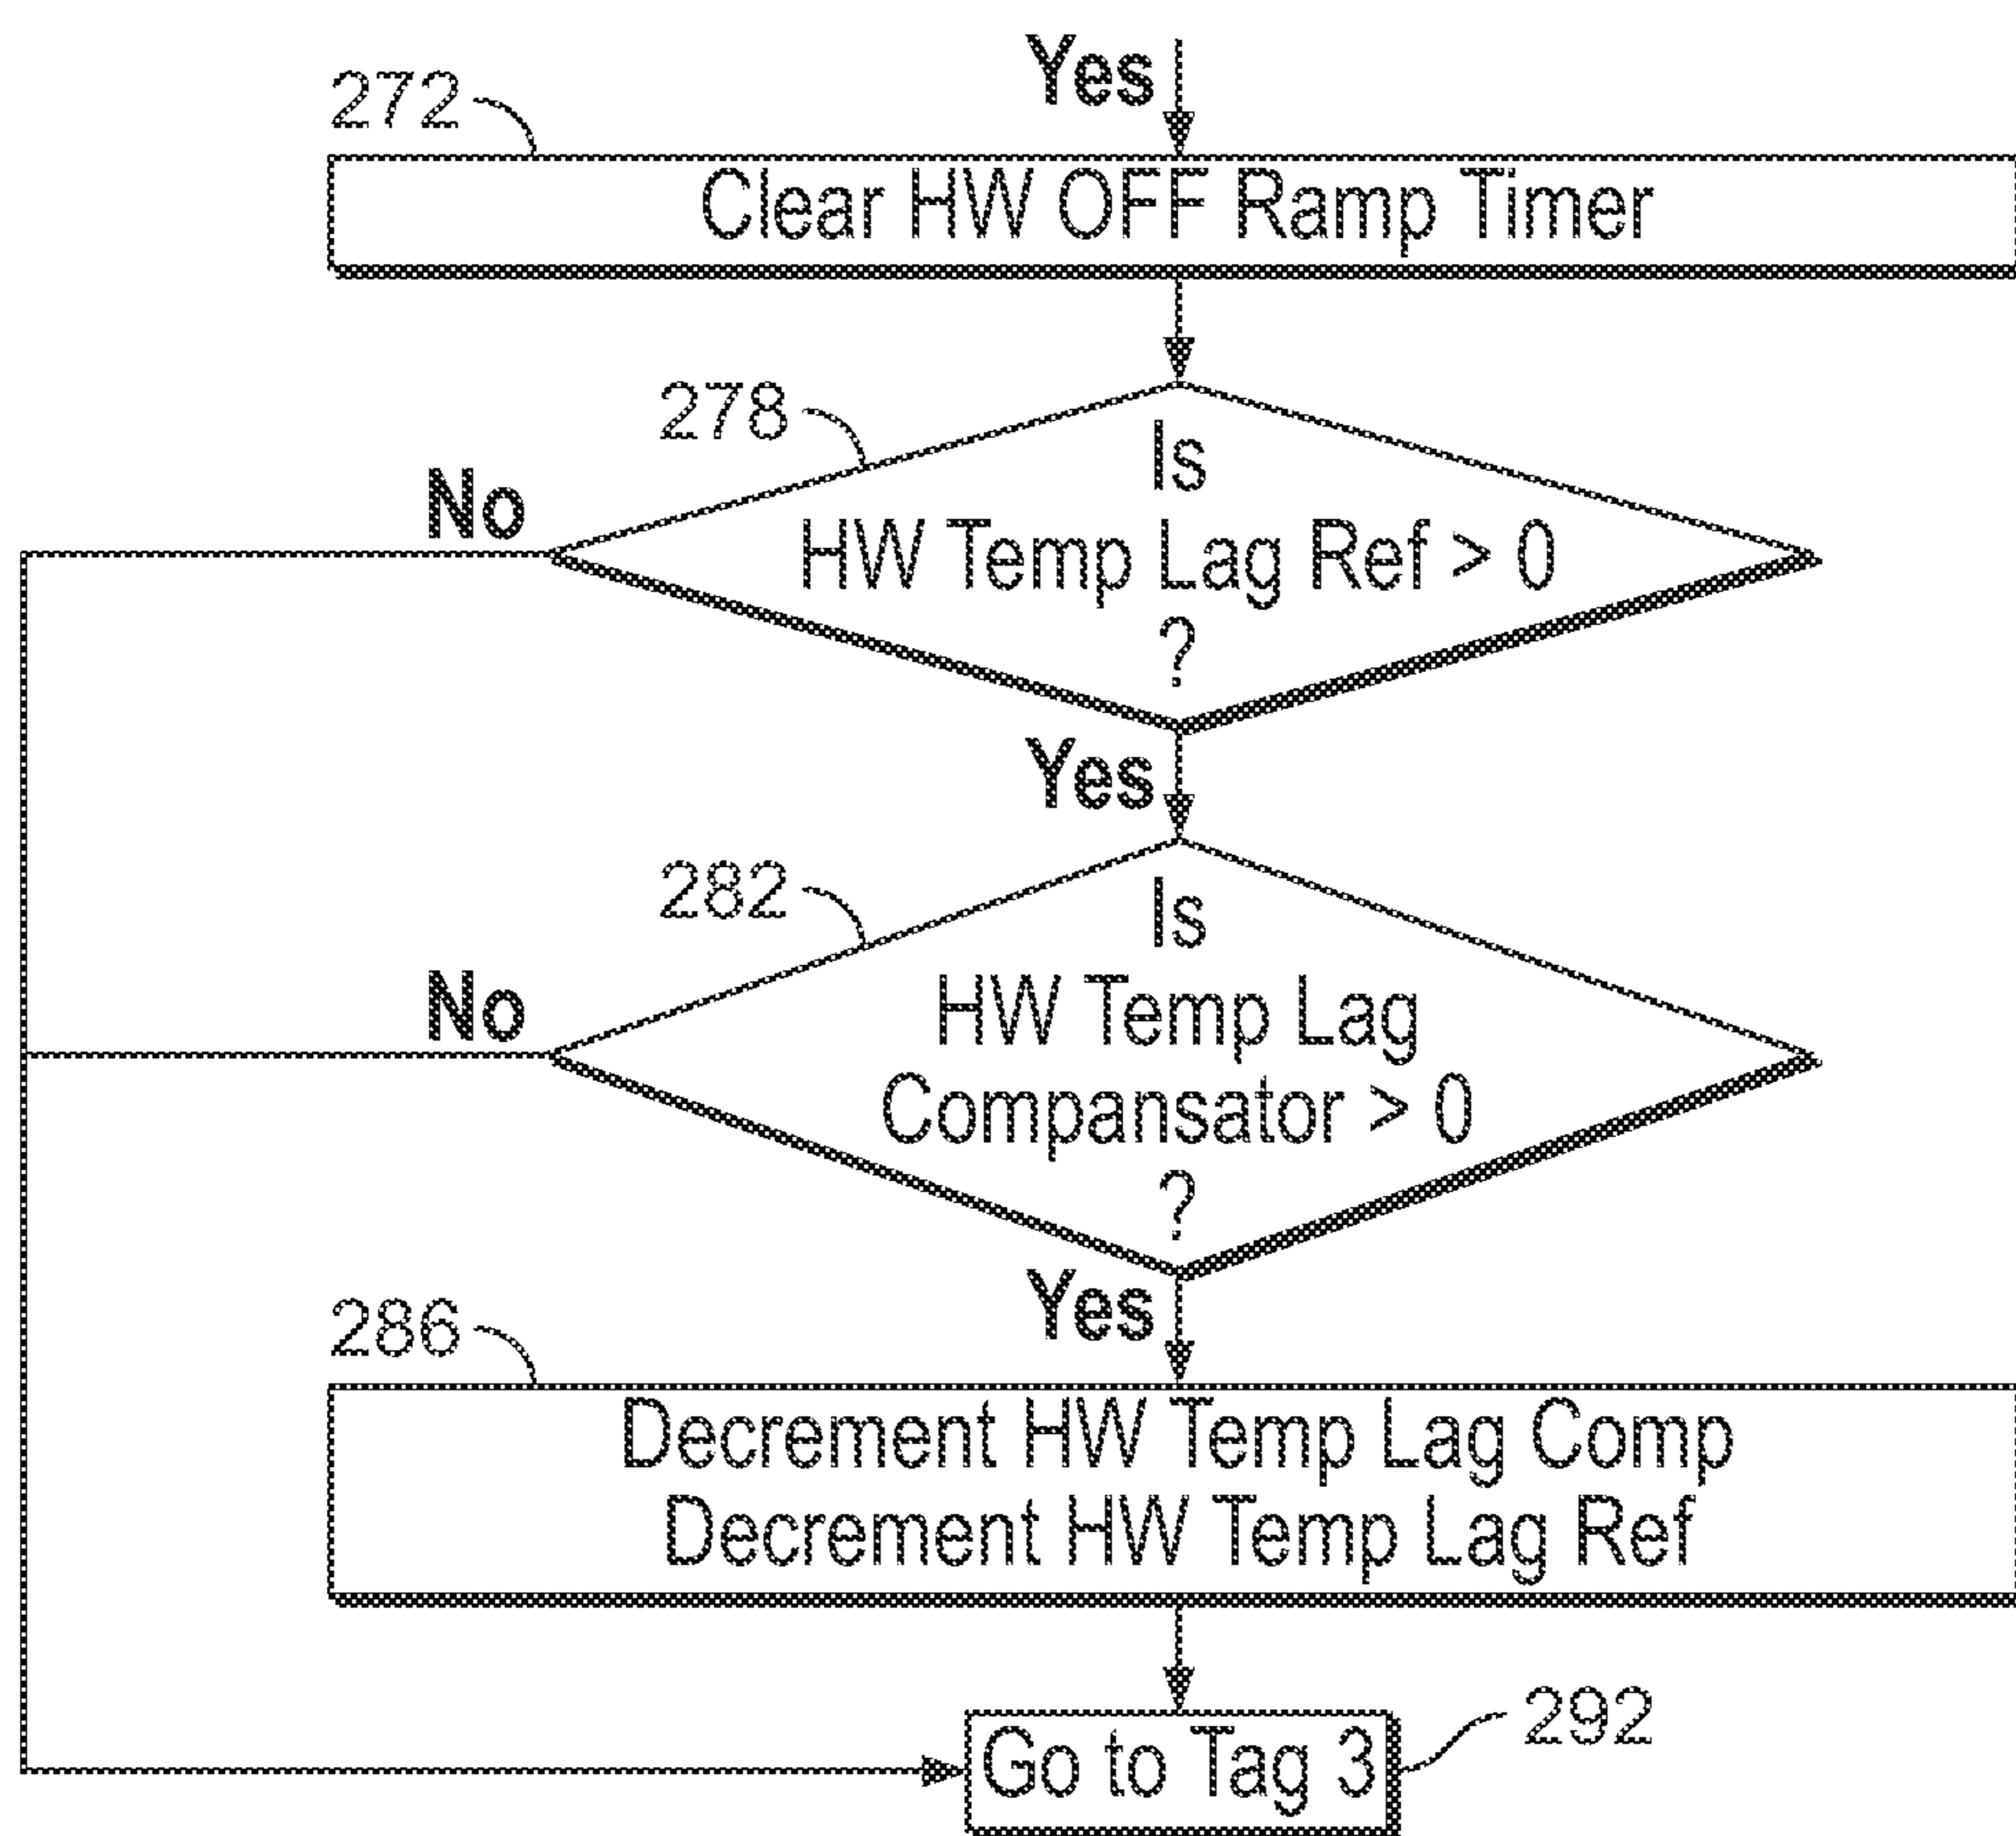 Yes
272
Clear HW OFF Ramp Timer
278
Is
No
HW Temp Lag Ref > 0
?
Yes
282
Is
No
HW Temp Lag
Compansator > 0
?
Yes
286
Decrement HW Temp Lag Comp
Decrement HW Temp Lag Ref
Go to Tag 3
292